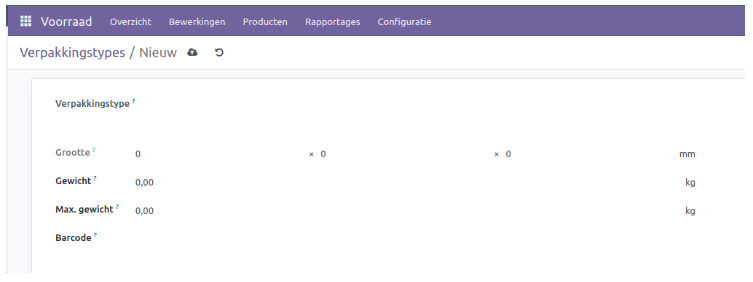 Voorraad Overzicht Bewerkingen Producten Rapportages Configuratie
Verpakkingstypes / Nieuw
Verpakkingstype ?
Grootte ? 0 × 0 × 0 mm
Gewicht ? 0,00 kg
Max. gewicht ? 0,00 kg
Barcode ?